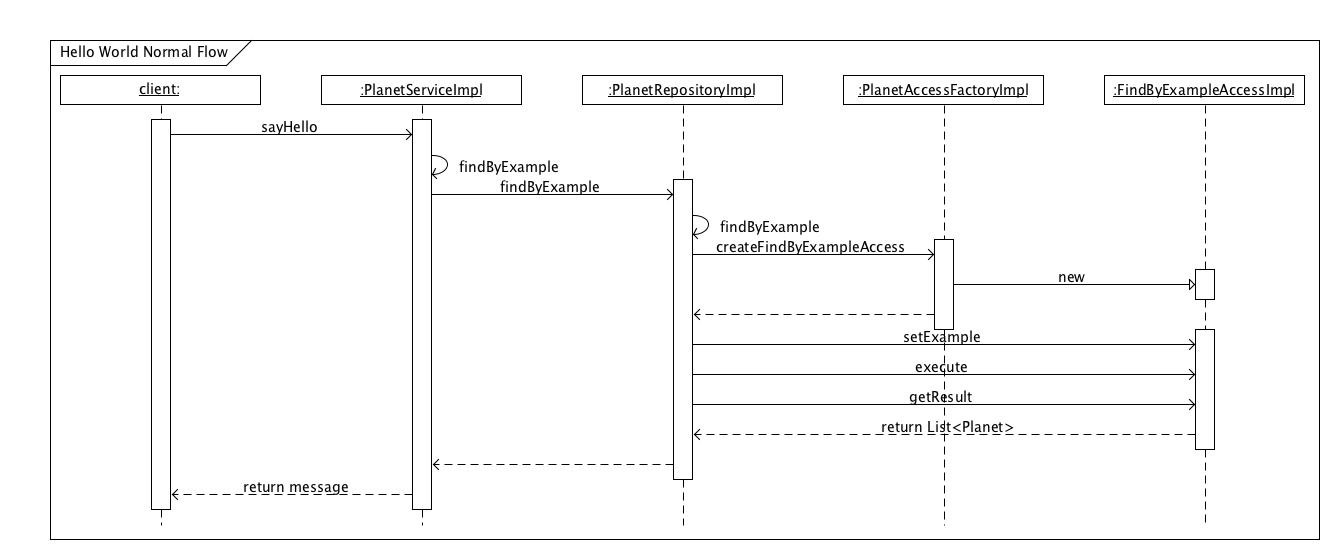 Hello World Normal Flow
client:
:PlanetServiceImpl
:PlanetRepositoryImpl
:PlanetAccessFactoryImpl
:FindByExampleAccessImpl
sayHello
findByExample
findByExample
findByExample
createFindByExampleAccess
new
setExample
execute
getResult
return List<Planet>
return message